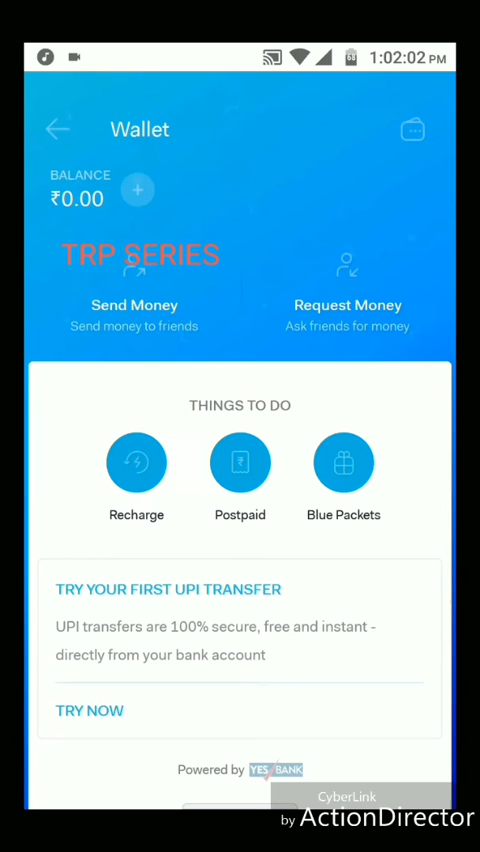 1:02:02 PM
Wallet
BALANCE
₹0.00
TRP SERIES
Send Money
Send money to friends
Request Money
Ask friends for money
THINGS TO DO
Recharge
Postpaid
Blue Packets
TRY YOUR FIRST UPI TRANSFER
UPI transfers are 100% secure, free and instant -
directly from your bank account
TRY NOW
Powered by YES BANK
CyberLink
by ActionDirector